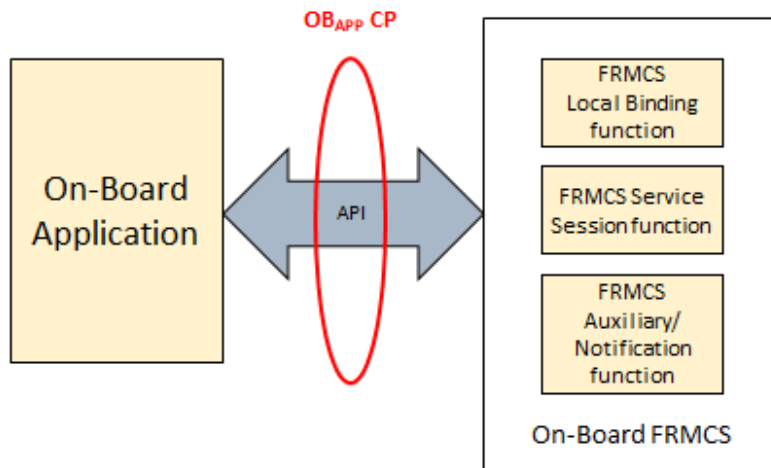 OBAPP CP
On-Board
Application
API
FRMCS
Local Binding
function
FRMCS Service
Session function
FRMCS
Auxiliary/
Notification
function
On-Board FRMCS